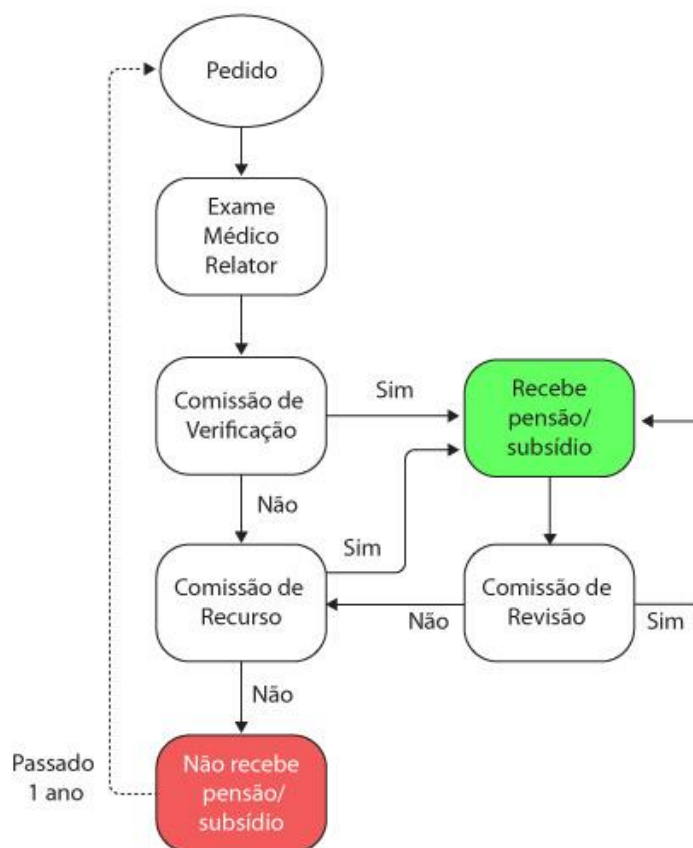 Pedido
Exame
Médico
Relator
Comissão de
Verificação
Sim
Recebe
pensão/
subsídio
Não
Sim
Comissão de
Recurso
Não
Comissão de
Revisão
Sim
Não
Passado
1 ano
Não recebe
pensão/
subsídio